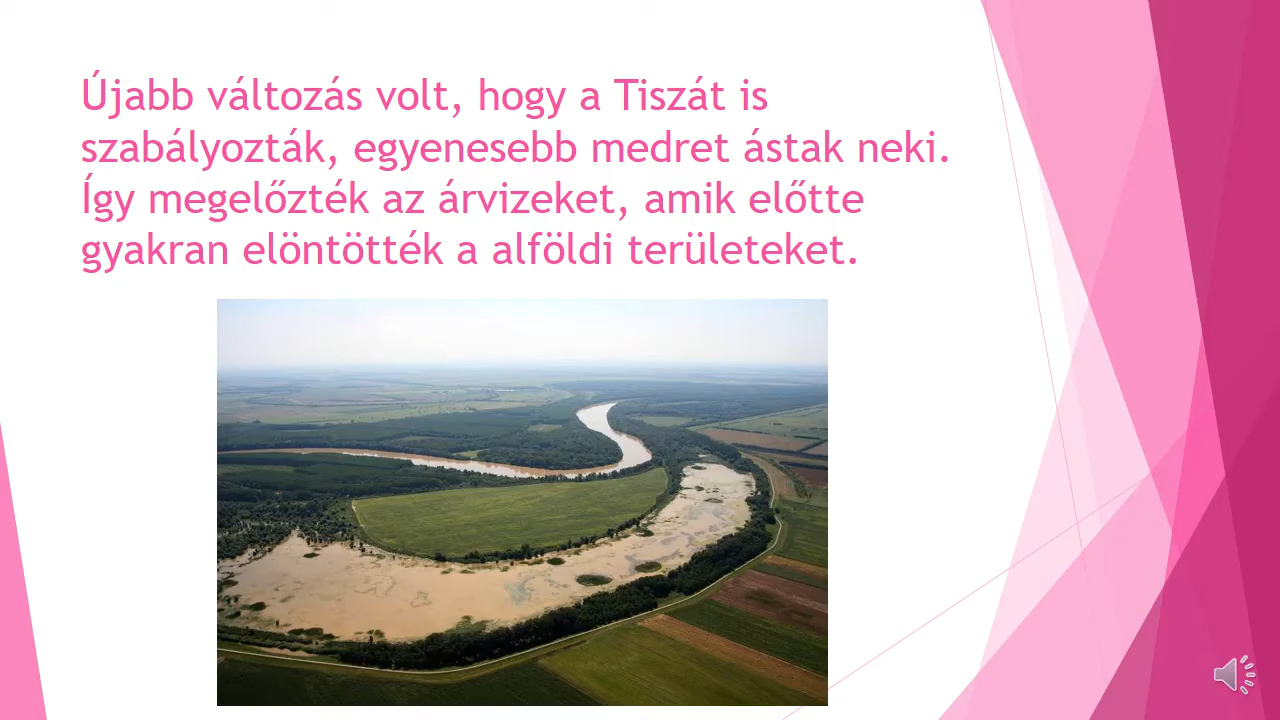 Újabb változás volt, hogy a Tiszát is
szabályozták, egyenesebb medret ástak neki.
Így megelőzték az árvizeket, amik előtte
gyakran elöntötték a alföldi területeket.